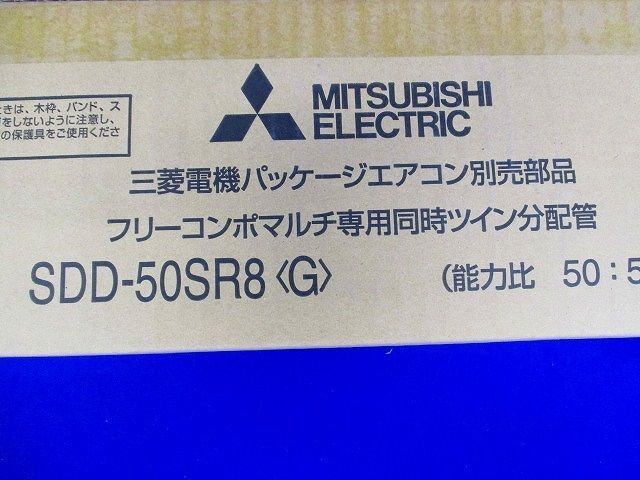 ときは、木枠、バンド、ス
をしないように注意し、
の保護具をご使用くださ
MITSUBISHI
ELECTRIC
三菱電機パッケージエアコン別売部品
フリーコンポマルチ専用同時ツイン分配管
SDD-50SR8〈G〉 (能力比 50:5